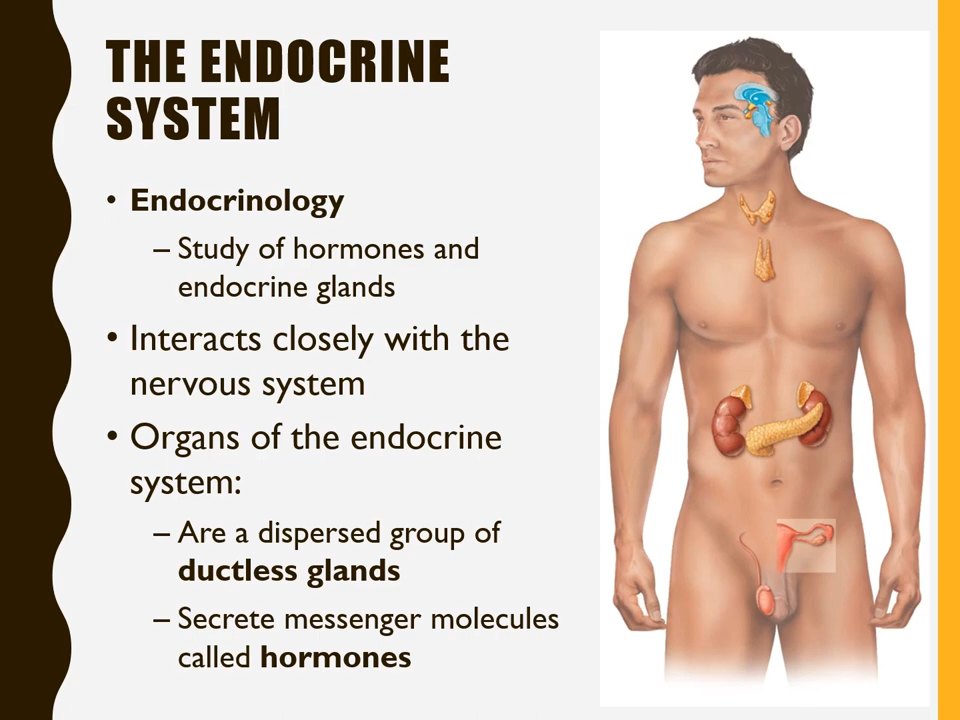 THE ENDOCRINE
SYSTEM
• Endocrinology
– Study of hormones and
endocrine glands
• Interacts closely with the
nervous system
• Organs of the endocrine
system:
– Are a dispersed group of
ductless glands
– Secrete messenger molecules
called hormones